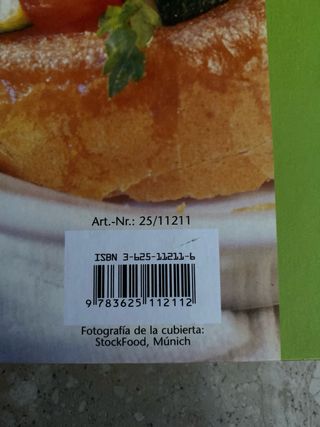 Art.-Nr.: 25/11211
ISBN 3-625-11211-6
9 783625 112112
Fotografía de la cubierta:
StockFood, Múnich